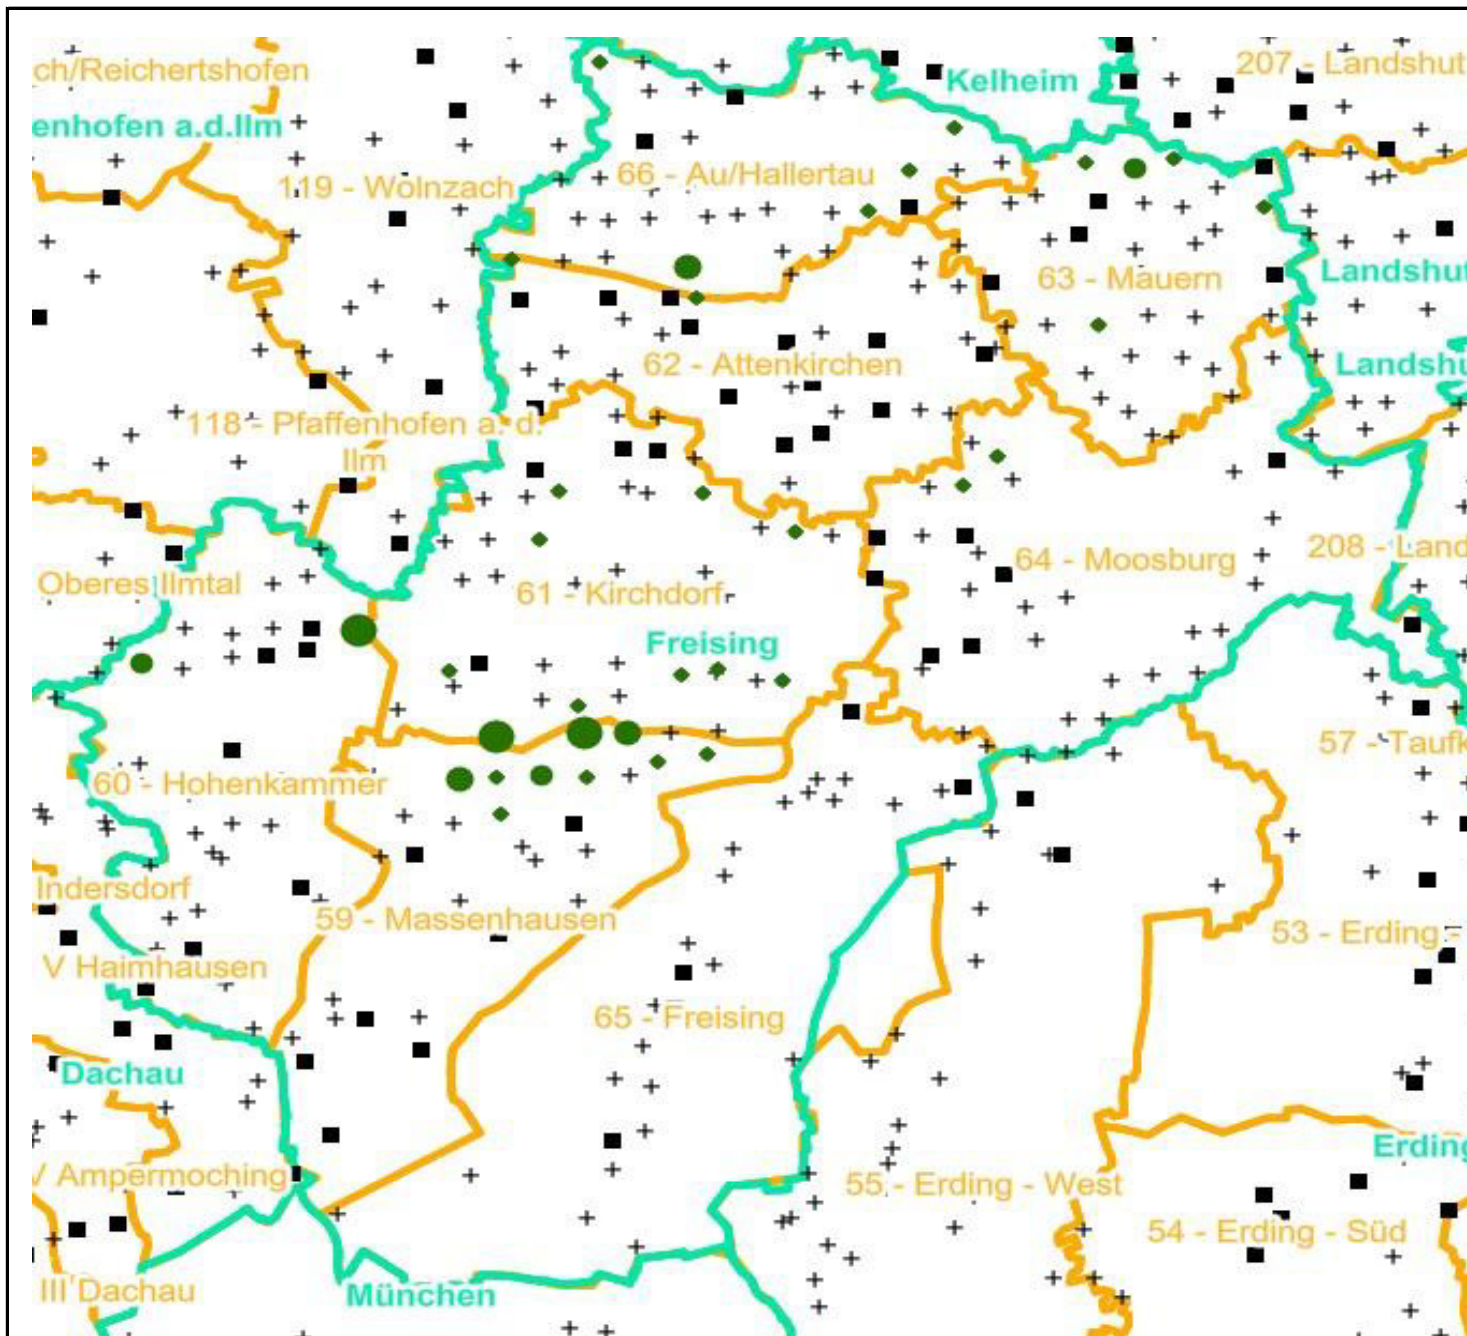 ch/Reichertshofen
207 - Landshut
Kelheim
enhofen a.d.Ilm
66 - Au/Hallertau
119 - Wolnzach
63 - Mauern
Landshut
62 - Attenkirchen
Landshu
118 - Pfaffenhofen a. d.
Ilm
208 - Land
64 - Moosburg
Oberes Ilmtal
61 - Kirchdorf
Freising
57 - Taufk
60 - Hohenkammer
Indersdorf
59 - Massenhausen
53 - Erding -
V Haimhausen
65 - Freising
Dachau
Erding
V Ampermoching
55 - Erding - West
54 - Erding - Süd
III Dachau
München